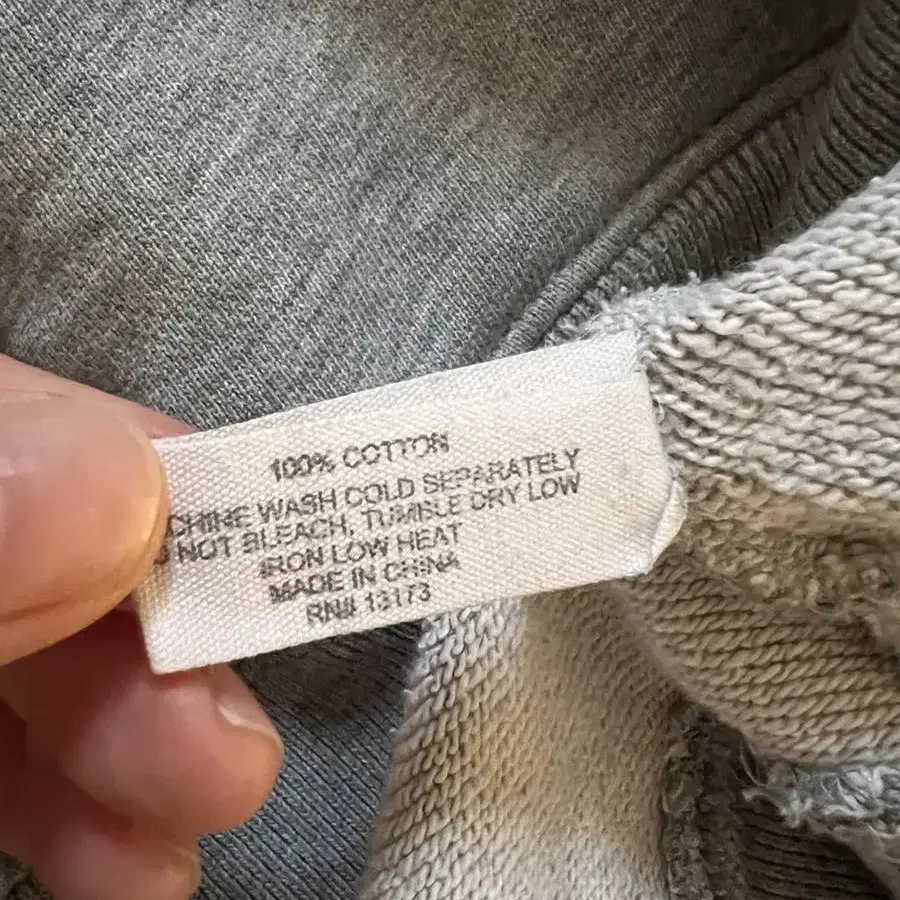 100% COTTON
CHINE WASH COLD SEPARATELY
NOT BLEACH, TUMBLE DRY LOW
IRON LOW HEAT
MADE IN CHINA
RN# 13173